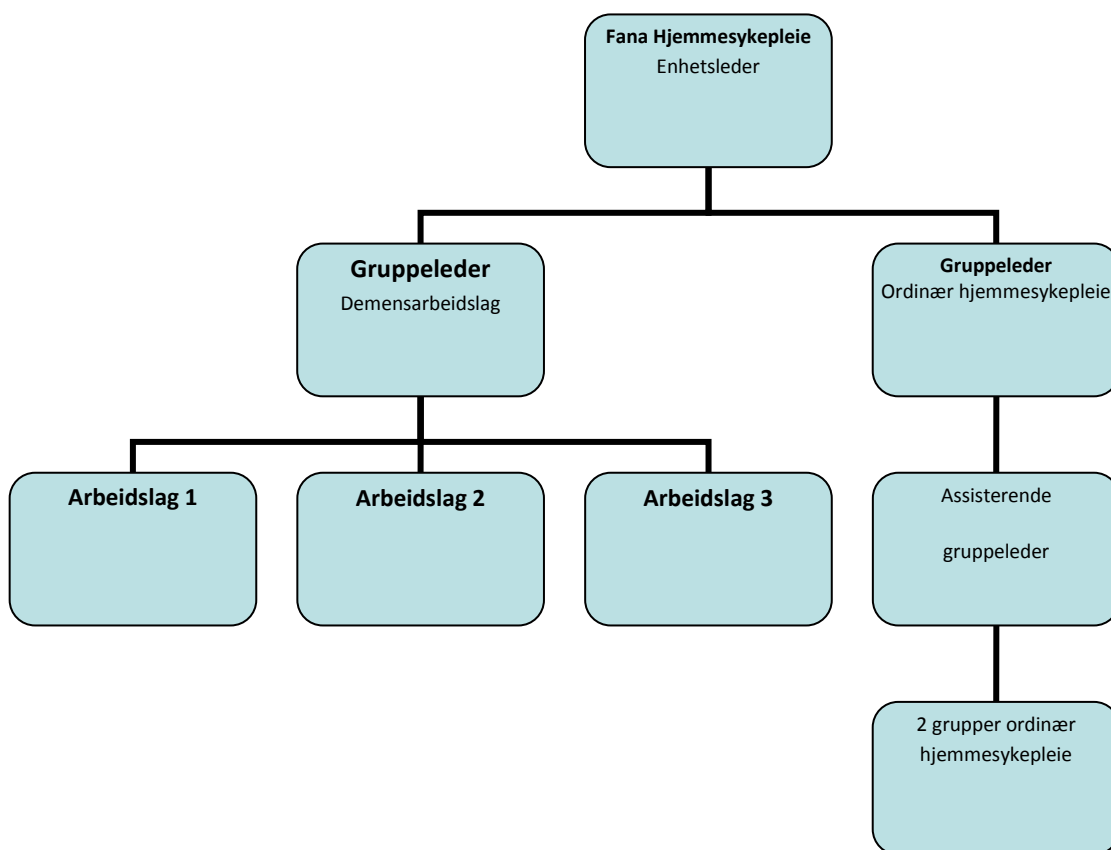 Fana Hjemmesykepleie
Enhetsleder
Gruppeleder
Demensarbeidslag
Gruppeleder
Ordinær hjemmesykepleie
Arbeidslag 1
Arbeidslag 2
Arbeidslag 3
Assisterende
gruppeleder
2 grupper ordinær
hjemmesykepleie